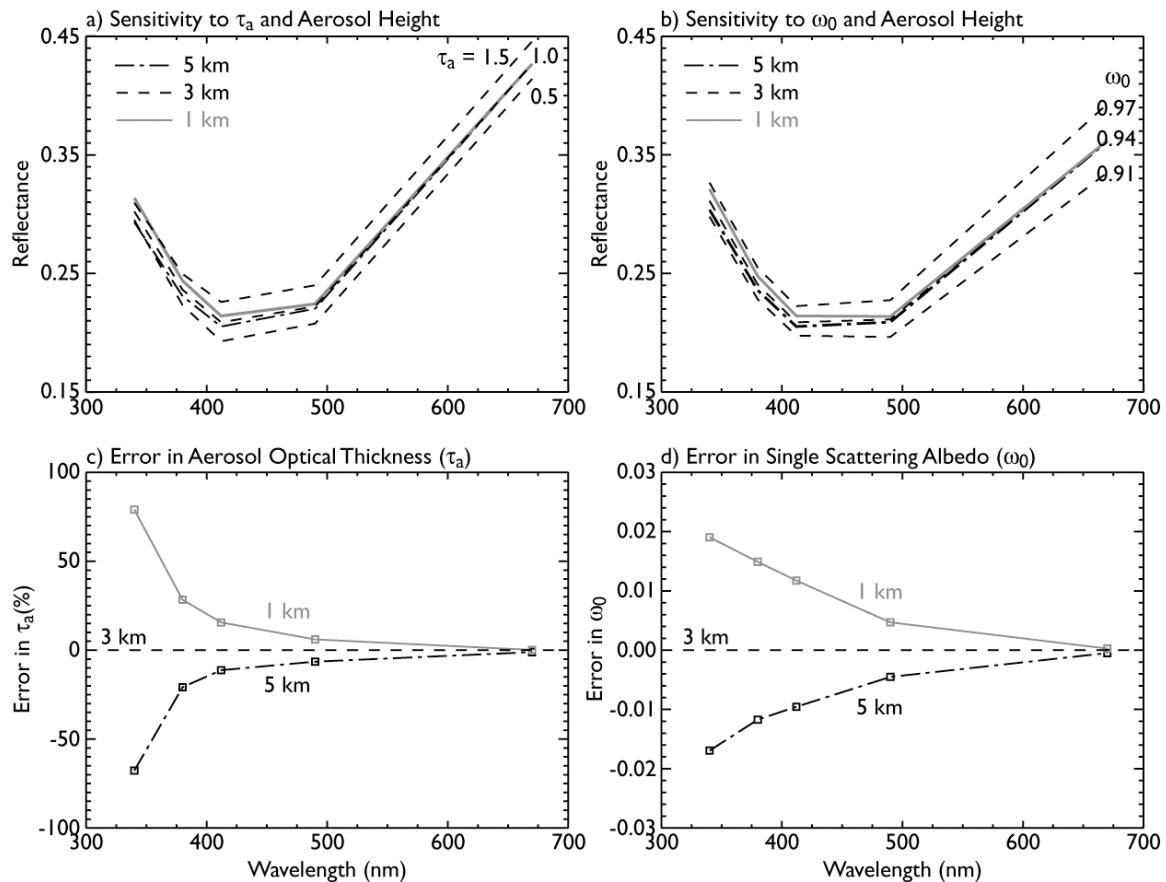 a) Sensitivity to τa and Aerosol Height
0.45
0.35
0.25
0.15
Reflectance
5 km
3 km
1 km
τa = 1.5
1.0
0.5
300
400
500
600
700
b) Sensitivity to ω0 and Aerosol Height
0.45
0.35
0.25
0.15
Reflectance
5 km
3 km
1 km
ω0
0.97
0.94
0.91
300
400
500
600
700
c) Error in Aerosol Optical Thickness (τa)
100
50
0
-50
-100
Error in τa(%)
1 km
3 km
5 km
300
400
500
600
700
Wavelength (nm)
d) Error in Single Scattering Albedo (ω0)
0.03
0.02
0.01
0.00
-0.01
-0.02
-0.03
Error in ω0
1 km
3 km
5 km
300
400
500
600
700
Wavelength (nm)